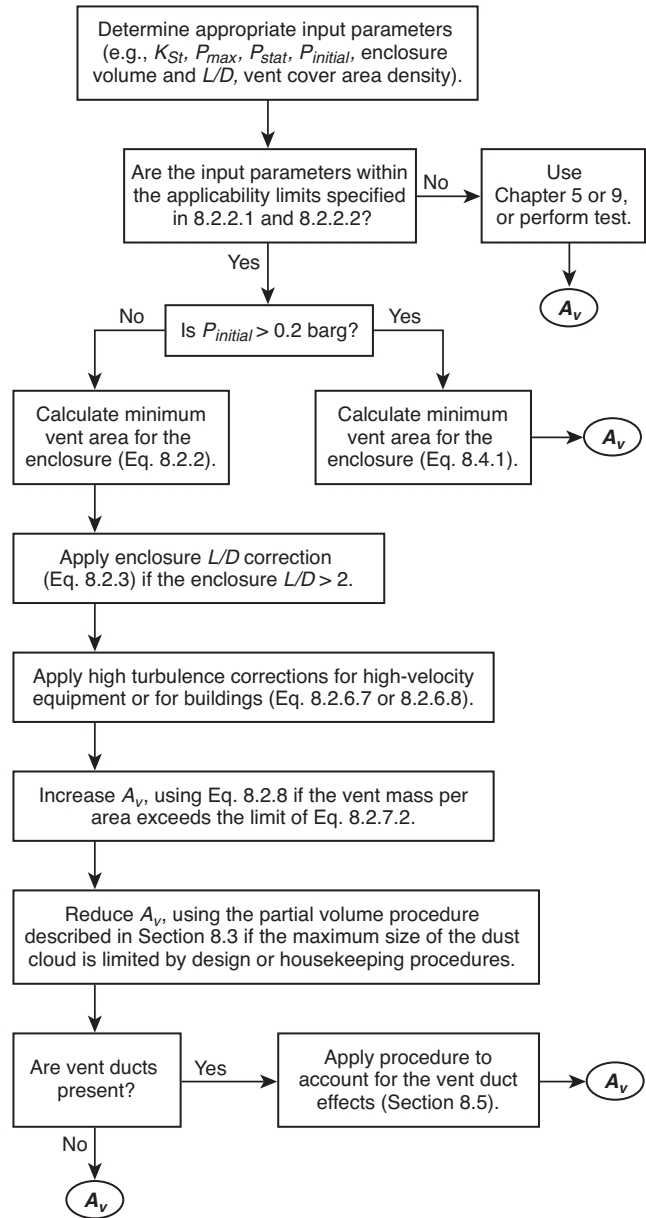 Determine appropriate input parameters
(e.g., K_St, P_max, P_stat, P_initial, enclosure
volume and L/D, vent cover area density).
Are the input parameters within
the applicability limits specified
in 8.2.2.1 and 8.2.2.2?
No
Use
Chapter 5 or 9,
or perform test.
Yes
A_v
No
Is P_initial > 0.2 barg?
Yes
Calculate minimum
vent area for the
enclosure (Eq. 8.2.2).
Calculate minimum
vent area for the
enclosure (Eq. 8.4.1).
A_v
Apply enclosure L/D correction
(Eq. 8.2.3) if the enclosure L/D > 2.
Apply high turbulence corrections for high-velocity
equipment or for buildings (Eq. 8.2.6.7 or 8.2.6.8).
Increase A_v, using Eq. 8.2.8 if the vent mass per
area exceeds the limit of Eq. 8.2.7.2.
Reduce A_v, using the partial volume procedure
described in Section 8.3 if the maximum size of the dust
cloud is limited by design or housekeeping procedures.
Are vent ducts
present?
Yes
Apply procedure to
account for the vent duct
effects (Section 8.5).
A_v
No
A_v